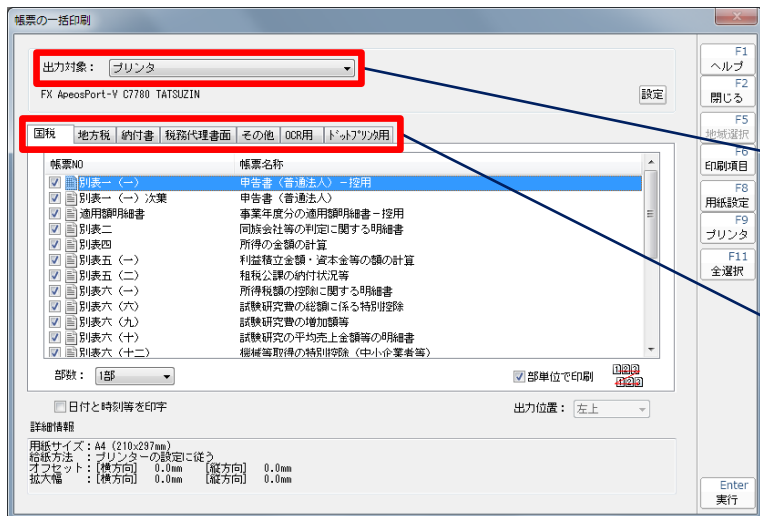 帳票の一括印刷
出力対象： プリンタ
FX ApeosPort-V C7780 TATSUZIN
設定
国税 地方税 納付書 税務代理書面 その他 OCR用 ﾄﾞｯﾄﾌﾟﾘﾝﾀ用
帳票NO 帳票名称
別表一（一） 申告書（普通法人）－控用
別表一（一）次葉 申告書（普通法人）
適用額明細書 事業年度分の適用額明細書－控用
別表二 同族会社等の判定に関する明細書
別表四 所得の金額の計算
別表五（一） 利益積立金額・資本金等の額の計算
別表五（二） 租税公課の納付状況等
別表六（一） 所得税額の控除に関する明細書
別表六（六） 試験研究費の総額に係る特別控除
別表六（九） 試験研究費の増加額等
別表六（十） 試験研究の平均売上金額等の明細書
別表六（十二） 機械等取得の特別控除（中小企業者等）
部数： 1部
部単位で印刷
日付と時刻等を印字
出力位置： 左上
詳細情報
用紙サイズ：A4 (210x297mm)
給紙方法 ：プリンターの設定に従う
オフセット：[横方向] 0.0mm [縦方向] 0.0mm
拡大幅 ：[横方向] 0.0mm [縦方向] 0.0mm
F1
ヘルプ
F2
閉じる
F5
地域選択
F6
印刷項目
F8
用紙設定
F9
プリンタ
F11
全選択
Enter
実行